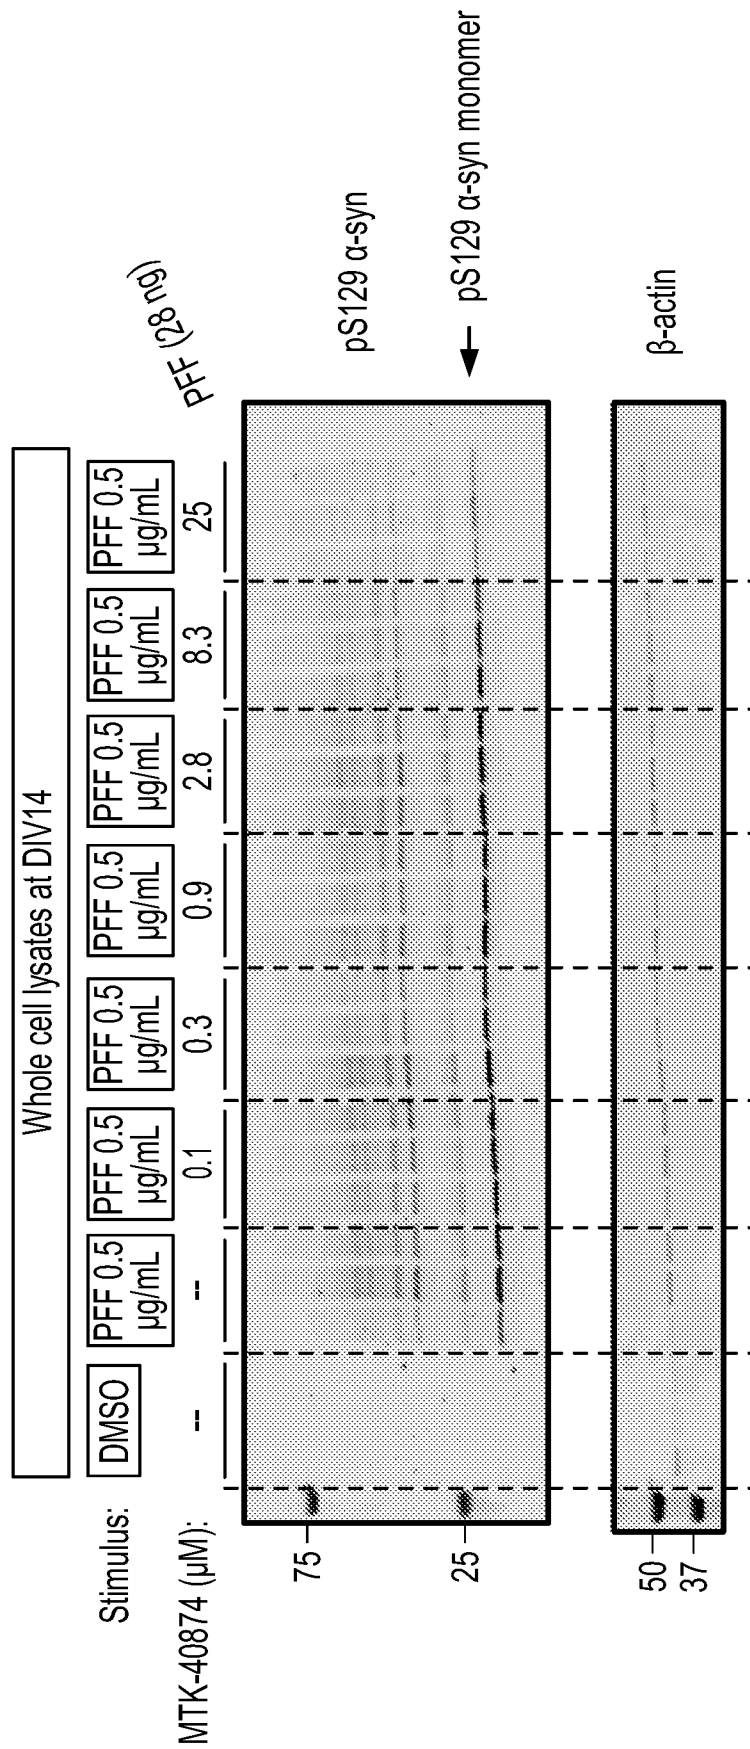 Whole cell lysates at DIV14
Stimulus:
DMSO
PFF 0.5
µg/mL
PFF 0.5
µg/mL
PFF 0.5
µg/mL
PFF 0.5
µg/mL
PFF 0.5
µg/mL
PFF 0.5
µg/mL
PFF 0.5
µg/mL
MTK-40874 (µM):
--
--
0.1
0.3
0.9
2.8
8.3
25
PFF (28 ng)
75
25
pS129 α-syn
pS129 α-syn monomer
50
37
β-actin